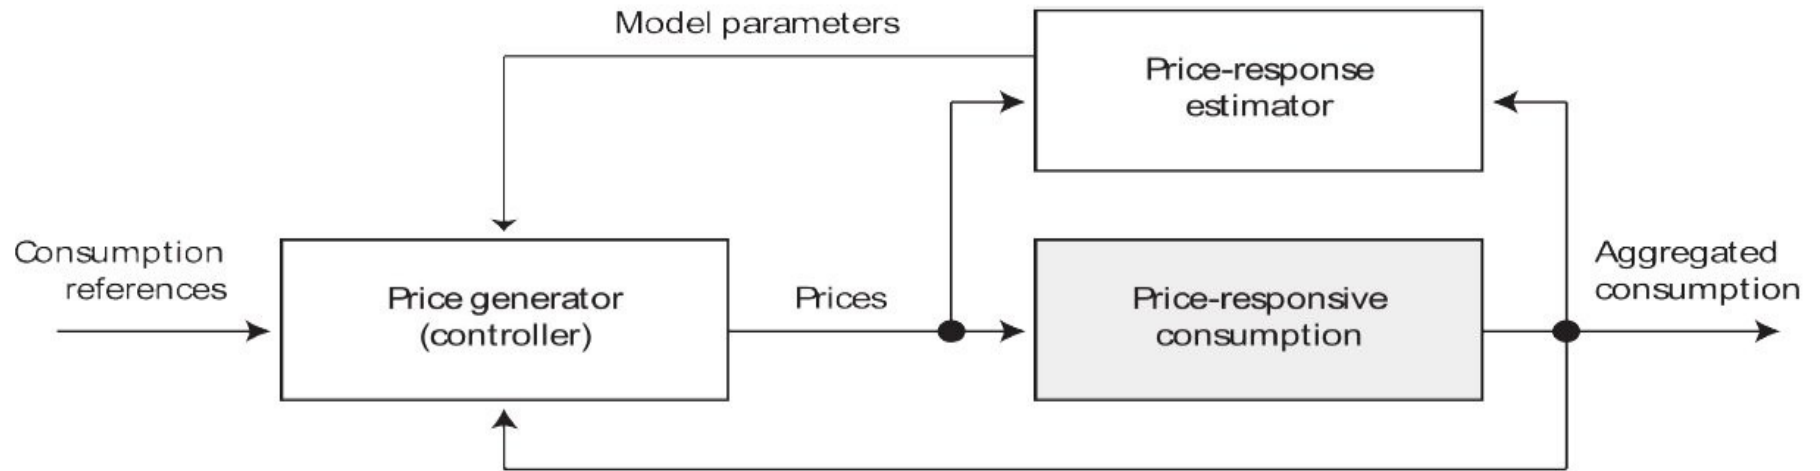 Model parameters
Price-response
estimator
Consumption
references
Price generator
(controller)
Prices
Price-responsive
consumption
Aggregated
consumption